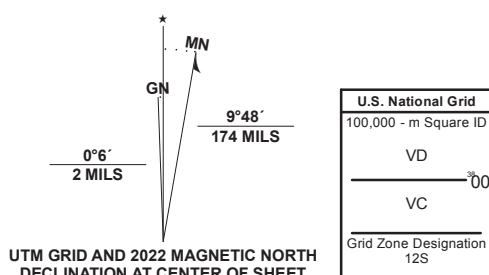 ★
MN
GN
0°6´
2 MILS
9°48´
174 MILS
UTM GRID AND 2022 MAGNETIC NORTH
DECLINATION AT CENTER OF SHEET
U.S. National Grid
100,000 - m Square ID
VD
3800
VC
Grid Zone Designation
12S